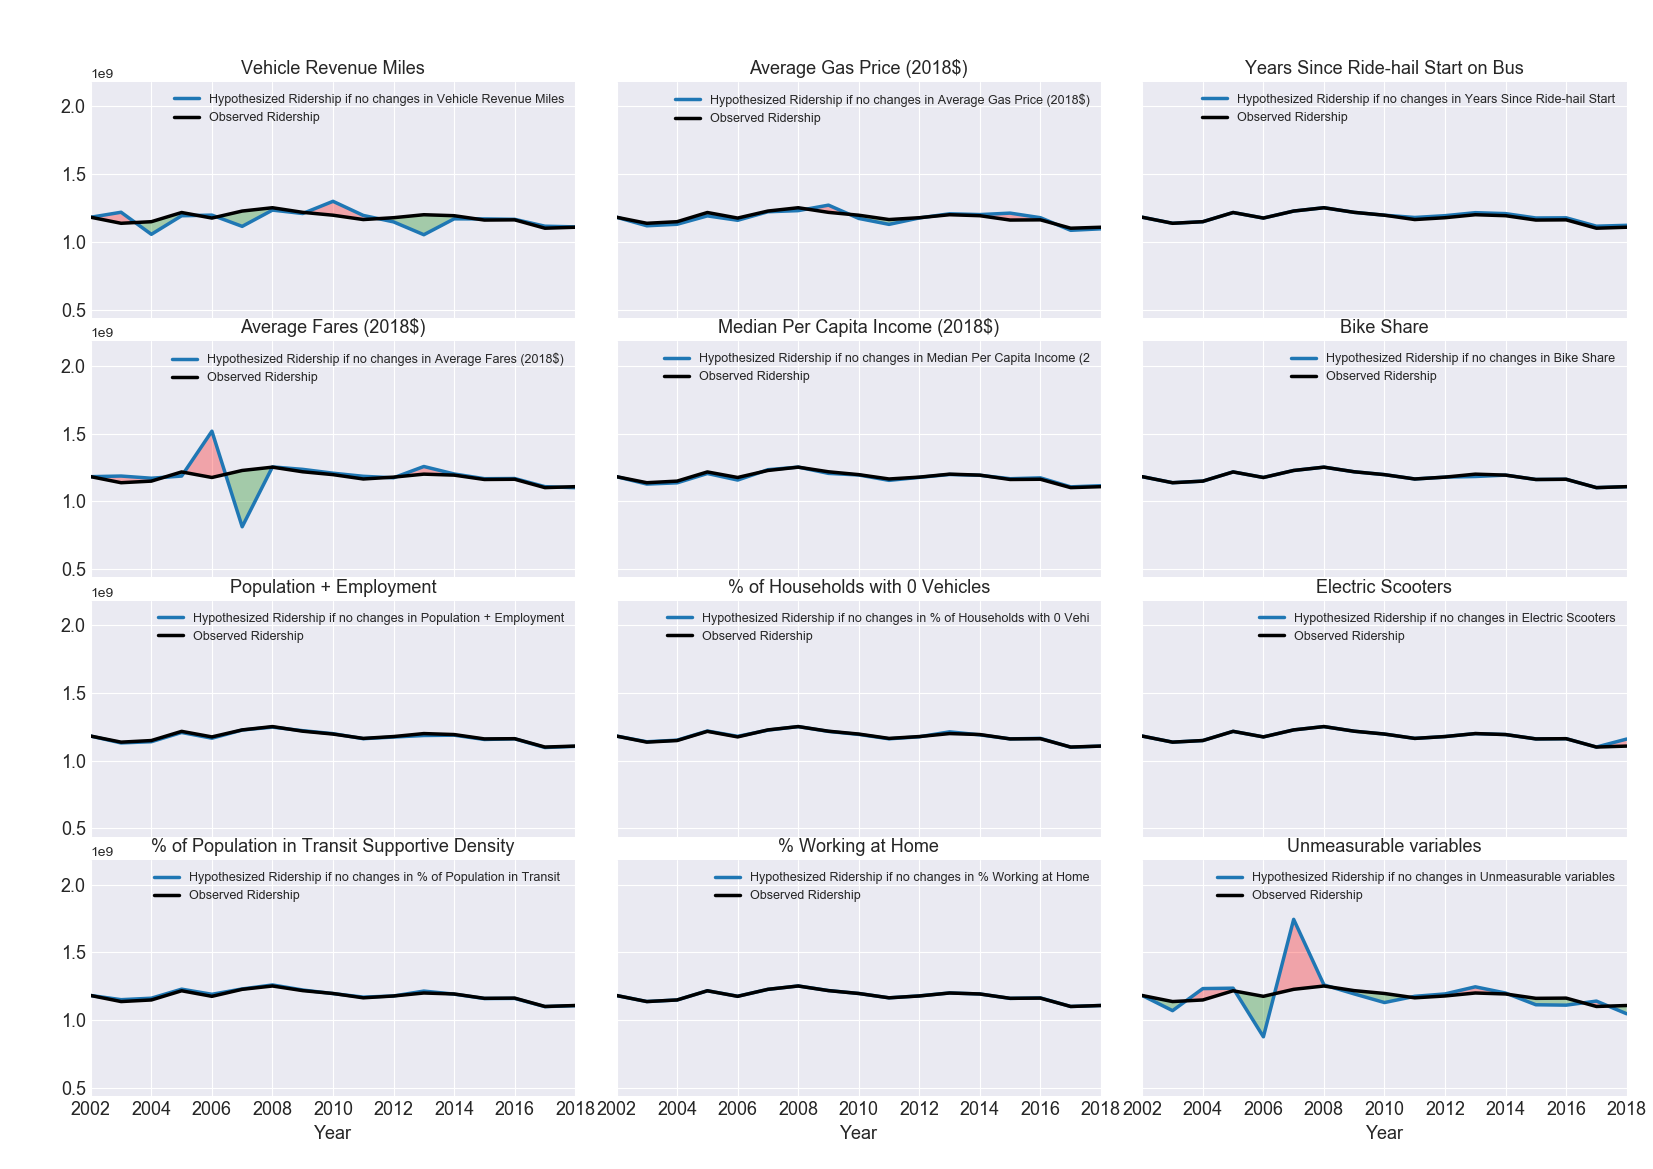 Vehicle Revenue Miles
1e9
Hypothesized Ridership if no changes in Vehicle Revenue Miles
Observed Ridership
2.0
1.5
1.0
0.5
Average Gas Price (2018$)
Hypothesized Ridership if no changes in Average Gas Price (2018$)
Observed Ridership
Years Since Ride-hail Start on Bus
Hypothesized Ridership if no changes in Years Since Ride-hail Start
Observed Ridership
Average Fares (2018$)
1e9
Hypothesized Ridership if no changes in Average Fares (2018$)
Observed Ridership
2.0
1.5
1.0
0.5
Median Per Capita Income (2018$)
Hypothesized Ridership if no changes in Median Per Capita Income (2
Observed Ridership
Bike Share
Hypothesized Ridership if no changes in Bike Share
Observed Ridership
Population + Employment
1e9
Hypothesized Ridership if no changes in Population + Employment
Observed Ridership
2.0
1.5
1.0
0.5
% of Households with 0 Vehicles
Hypothesized Ridership if no changes in % of Households with 0 Vehi
Observed Ridership
Electric Scooters
Hypothesized Ridership if no changes in Electric Scooters
Observed Ridership
% of Population in Transit Supportive Density
1e9
Hypothesized Ridership if no changes in % of Population in Transit
Observed Ridership
2.0
1.5
1.0
0.5
2002 2004 2006 2008 2010 2012 2014 2016 2018
Year
% Working at Home
Hypothesized Ridership if no changes in % Working at Home
Observed Ridership
2002 2004 2006 2008 2010 2012 2014 2016 2018
Year
Unmeasurable variables
Hypothesized Ridership if no changes in Unmeasurable variables
Observed Ridership
2002 2004 2006 2008 2010 2012 2014 2016 2018
Year